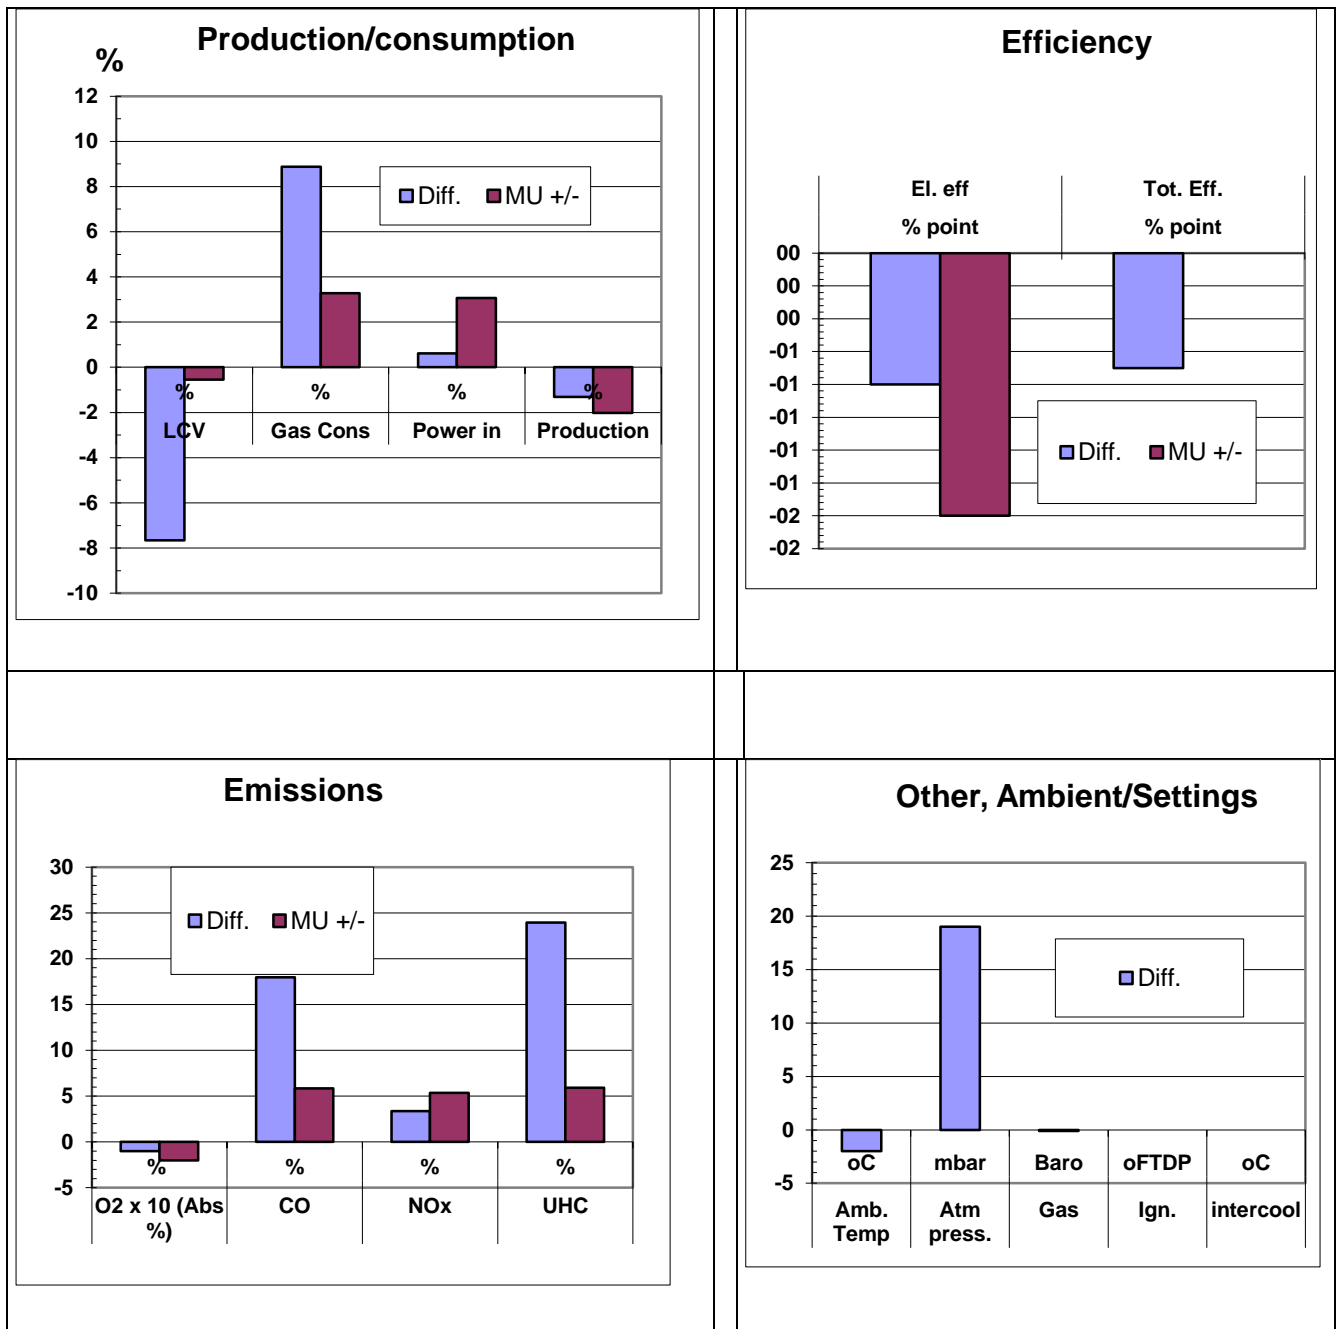 Production/consumption
%
12
10
8
6
4
2
0
-2
-4
-6
-8
-10
Diff. MU +/-
% % % %
LCV Gas Cons Power in Production
Efficiency
El. eff Tot. Eff.
% point % point
00
00
00
-01
-01
-01
-01
-01
-02
-02
Diff. MU +/-
Emissions
30
25
20
15
10
5
0
-5
Diff. MU +/-
% % % %
O2 x 10 (Abs CO NOx UHC
%)
Other, Ambient/Settings
25
20
15
10
5
0
-5
Diff.
oC mbar Baro oFTDP oC
Amb. Atm Gas Ign. intercool
Temp press.